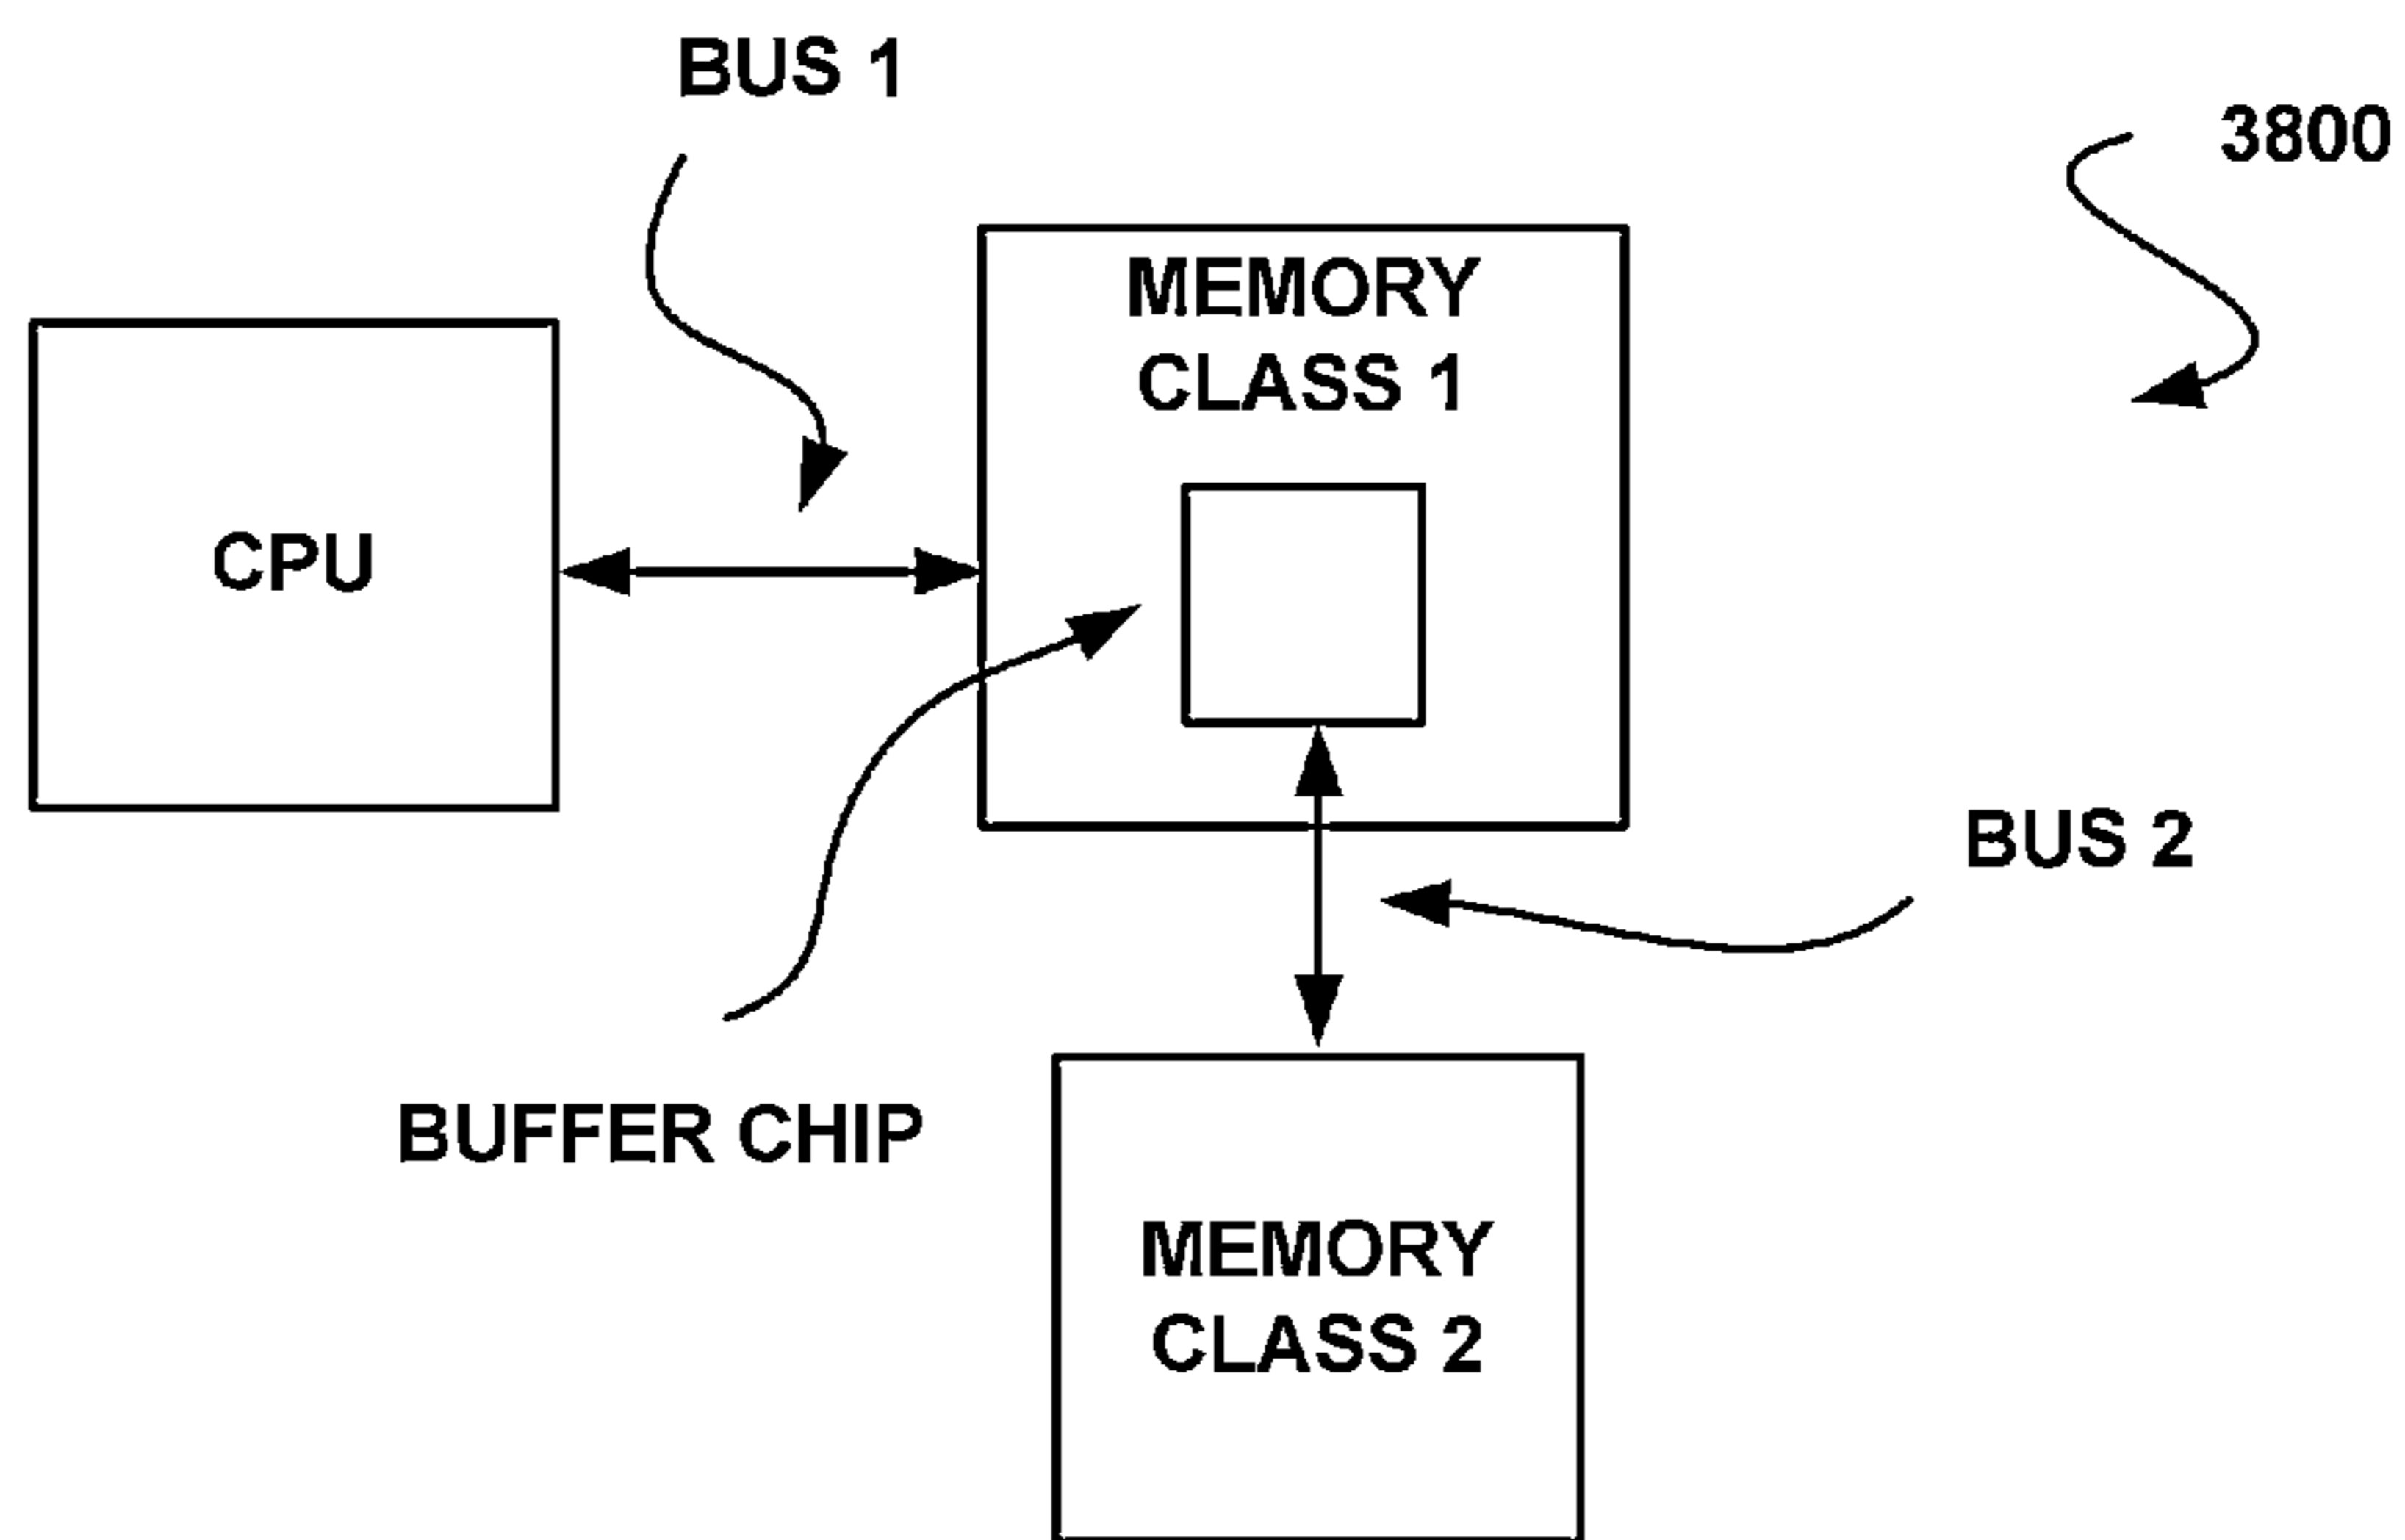 BUS 1
3800
MEMORY
CLASS 1
CPU
BUS 2
BUFFER CHIP
MEMORY
CLASS 2